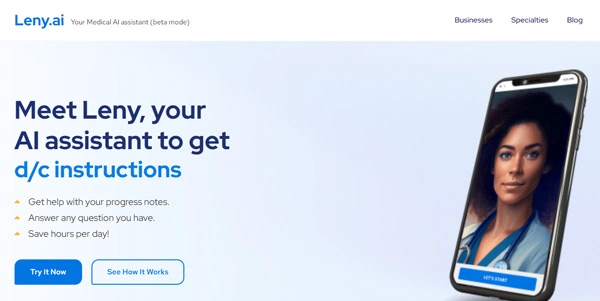 Leny.ai Your Medical AI assistant (beta mode)
Businesses Specialties Blog
Meet Leny, your
AI assistant to get
d/c instructions
Get help with your progress notes.
Answer any question you have.
Save hours per day!
Try It Now See How It Works
LET'S START